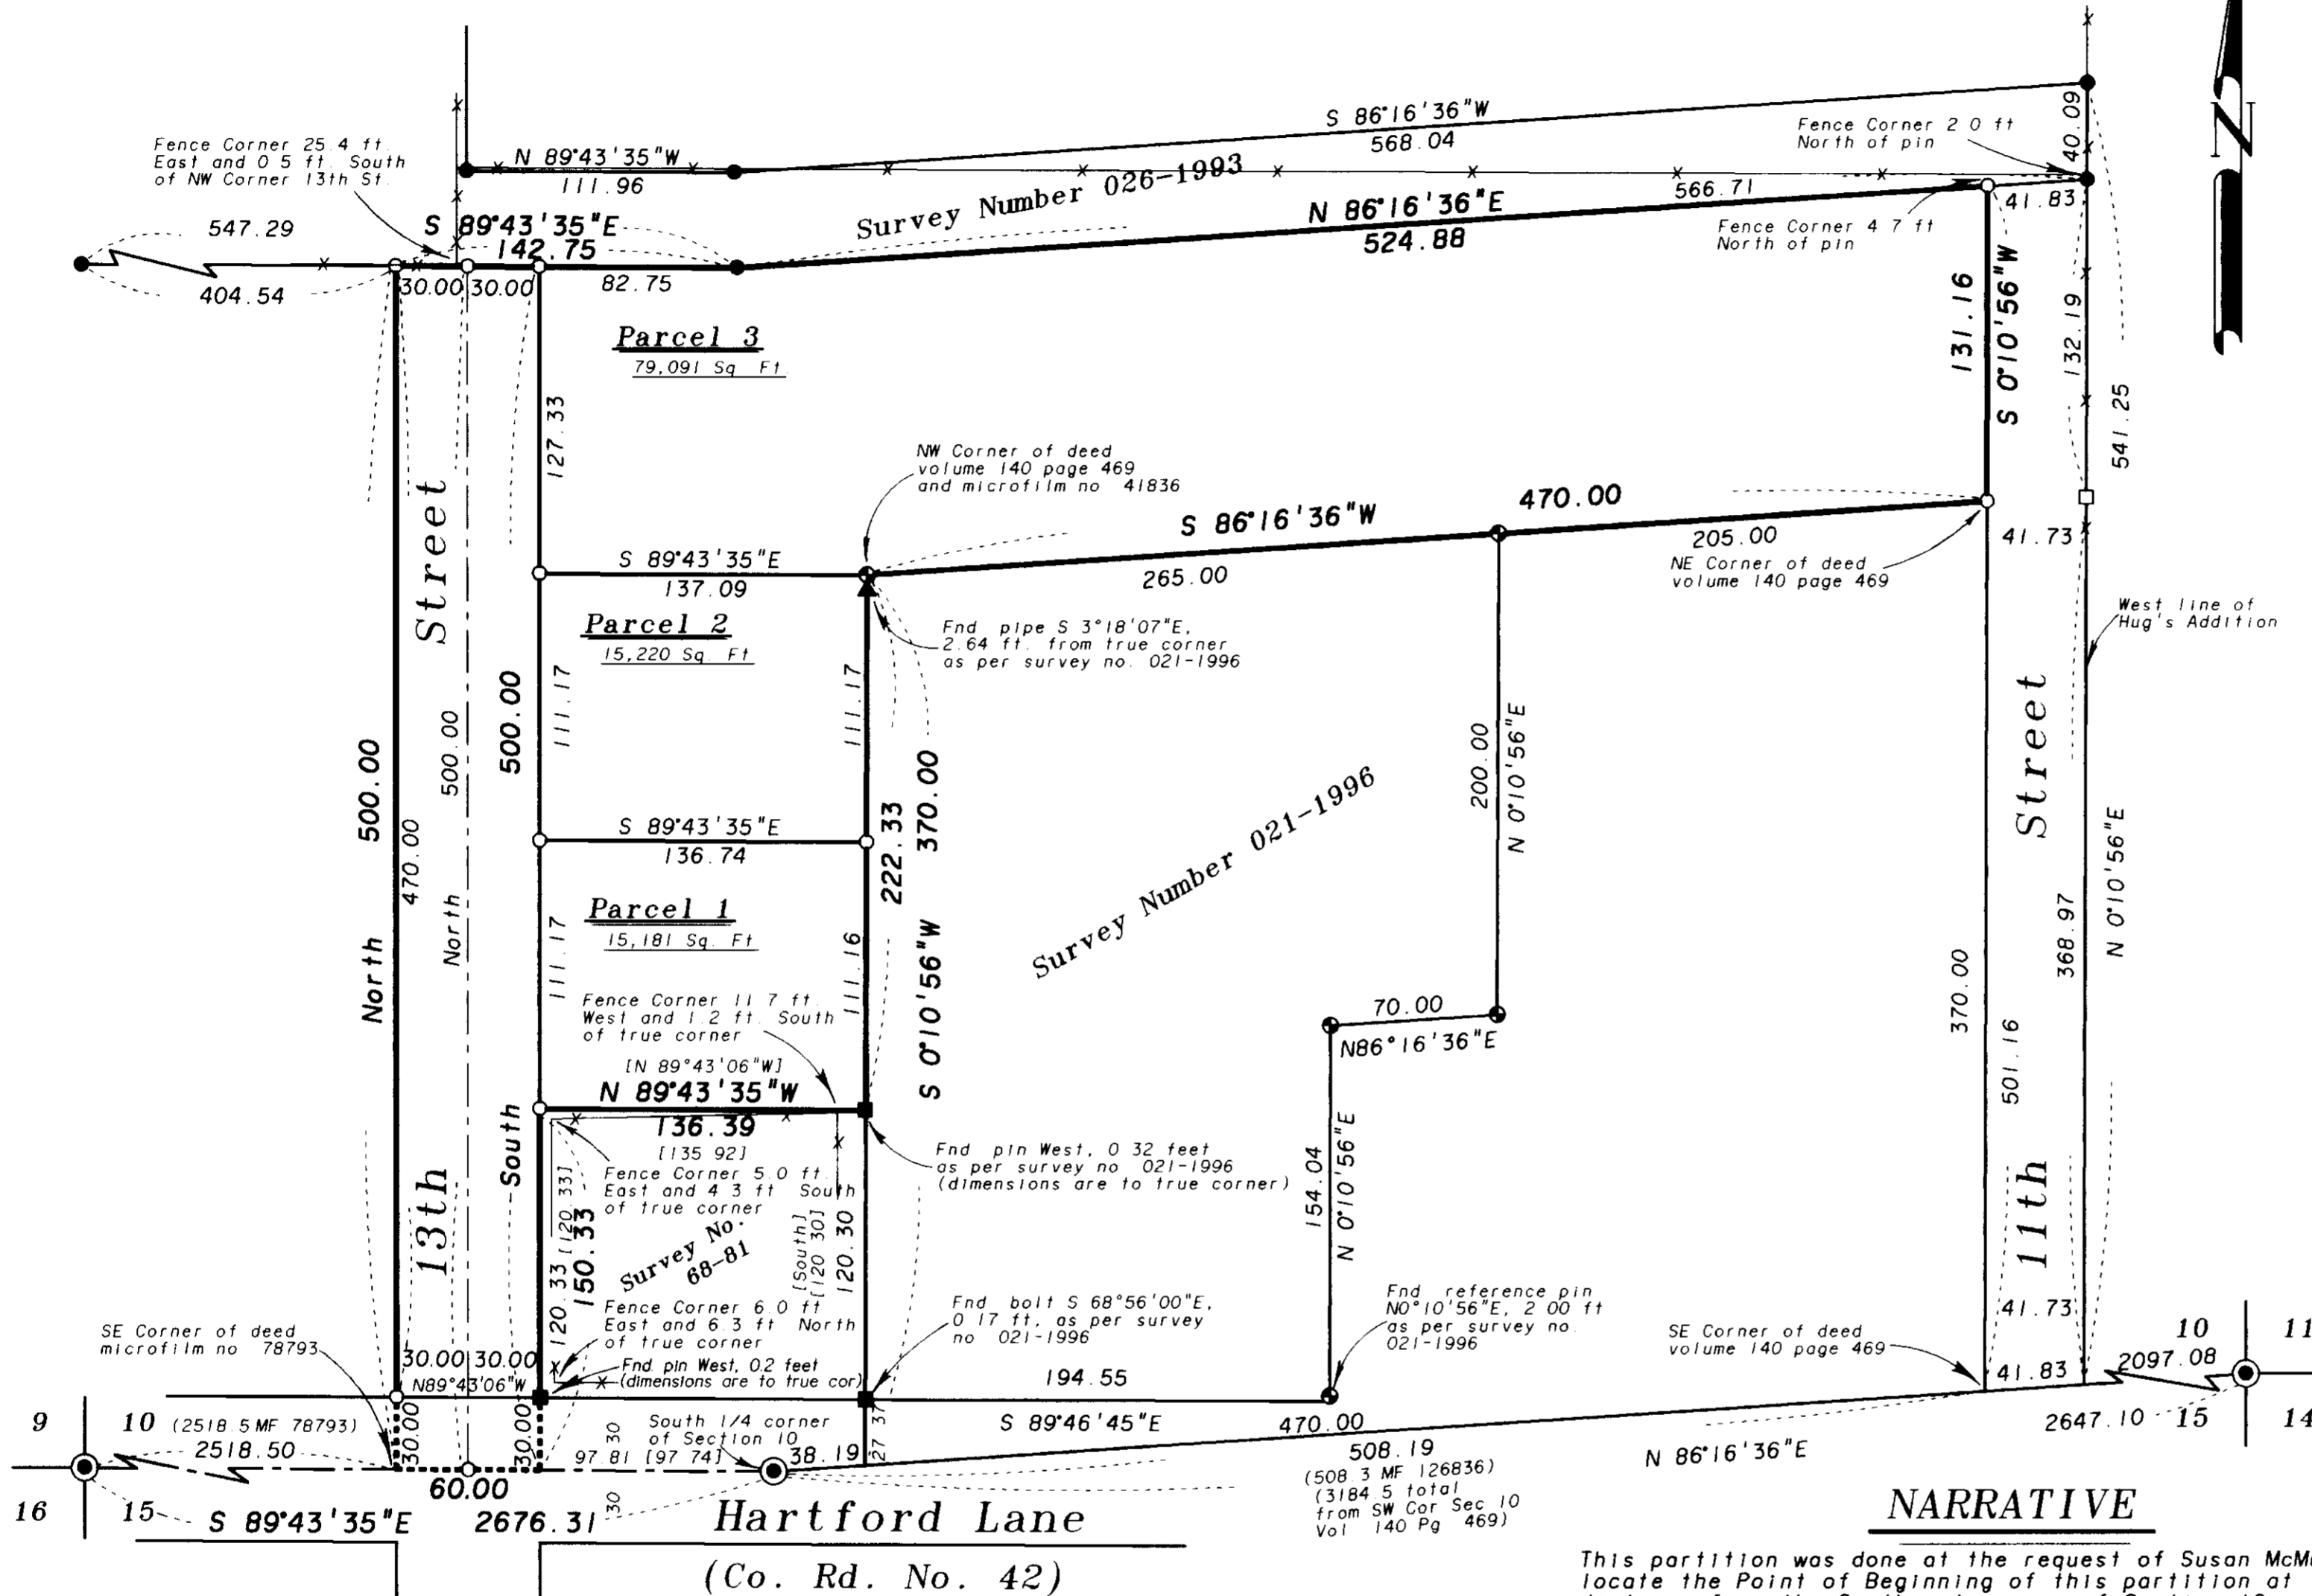 S 86°16'36"W
568.04
40.09
Fence Corner 2 0 ft
North of pin
N
Fence Corner 25.4 ft.
East and 0 5 ft. South
of NW Corner 13th St.
N 89°43'35"W
111.96
Survey Number 026-1993
566.71
41.83
N 86°16'36"E
524.88
Fence Corner 4 7 ft
North of pin
547.29
S 89°43'35"E
142.75
404.54
30.00
30.00
82.75
Parcel 3
79,091 Sq Ft.
127.33
131.16
S 0°10'56"W
132.19
541.25
NW Corner of deed
volume 140 page 469
and microfilm no 41836
S 86°16'36"W
470.00
205.00
265.00
41.73
NE Corner of deed
volume 140 page 469
S 89°43'35"E
137.09
Parcel 2
15,220 Sq. Ft
Fnd pipe S 3°18'07"E,
2.64 ft. from true corner
as per survey no. 021-1996
West line of
Hug's Addition
Street
500.00
111.17
111.17
North
500.00
470.00
North
500.00
S 89°43'35"E
136.74
222.33
370.00
S 0°10'56"W
Survey Number 021-1996
200.00
N 0°10'56"E
Street
368.97
N 0°10'56"E
Parcel 1
15,181 Sq. Ft
111.17
111.16
370.00
501.16
Fence Corner 11 7 ft.
West and 1.2 ft. South
of true corner
[N 89°43'06"W]
N 89°43'35"W
136.39
[135 92]
70.00
N86°16'36"E
South
Fence Corner 5.0 ft.
East and 4 3 ft South
of true corner
Fnd pin West, 0 32 feet
as per survey no 021-1996
(dimensions are to true corner)
154.04
N 0°10'56"E
13th
11th
120.33 [120.33]
150.33
Survey No.
68-81
[South]
[120 30]
120.30
Fence Corner 6.0 ft
East and 6.3 ft North
of true corner
Fnd bolt S 68°56'00"E,
0 17 ft, as per survey
no 021-1996
Fnd reference pin
N0°10'56"E, 2 00 ft
as per survey no.
021-1996
SE Corner of deed
volume 140 page 469
41.73
10
11
SE Corner of deed
microfilm no 78793
30.00
30.00
N89°43'06"W
Fnd. pin West, 0.2 feet
(dimensions are to true cor)
194.55
41.83
2097.08
9
10
(2518.5 MF 78793)
2518.50
30.00
30.00
30
South 1/4 corner
of Section 10
97.81 [97 74]
38.19
27 37
S 89°46'45"E
470.00
508.19
(508 3 MF 126836)
(3184.5 total
from SW Cor Sec 10
Vol 140 Pg 469)
N 86°16'36"E
2647.10
15
14
16
15
60.00
S 89°43'35"E
2676.31
30
Hartford Lane
(Co. Rd. No. 42)
NARRATIVE
This partition was done at the request of Susan McM
locate the Point of Beginning of this partition at